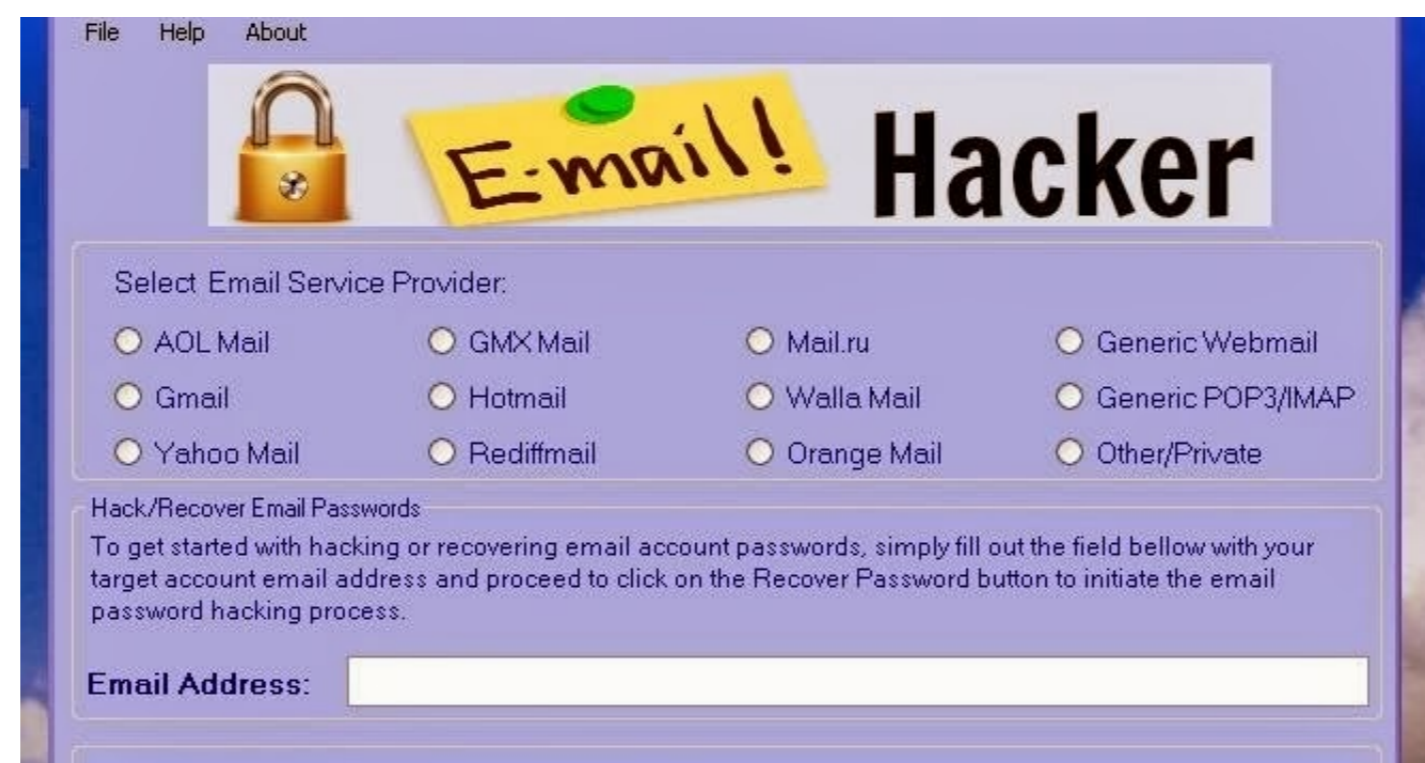 File Help About
E-mail! Hacker
Select Email Service Provider:
AOL Mail GMX Mail Mail.ru Generic Webmail
Gmail Hotmail Walla Mail Generic POP3/IMAP
Yahoo Mail Rediffmail Orange Mail Other/Private
Hack/Recover Email Passwords
To get started with hacking or recovering email account passwords, simply fill out the field bellow with your
target account email address and proceed to click on the Recover Password button to initiate the email
password hacking process.
Email Address: